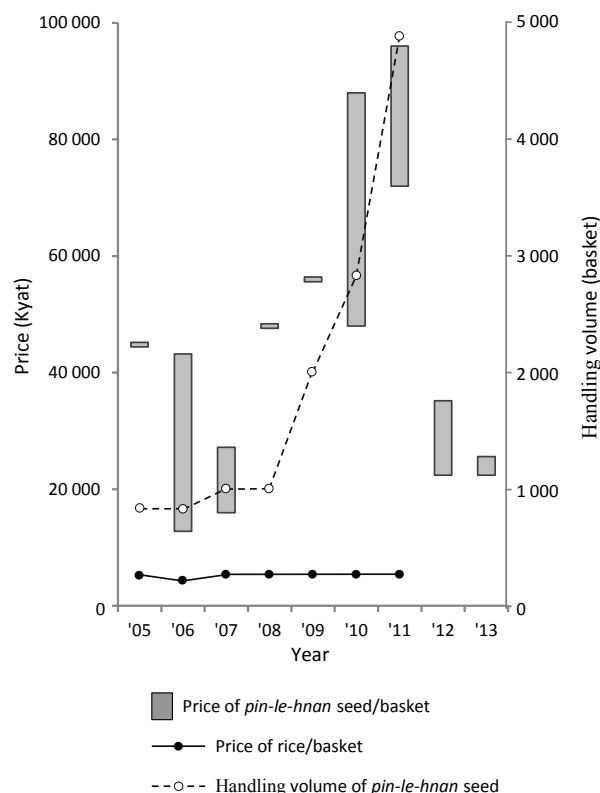 100 000
80 000
60 000
40 000
20 000
0
Price (Kyat)
5 000
4 000
3 000
2 000
1 000
0
Handling volume (basket)
'05 '06 '07 '08 '09 '10 '11 '12 '13
Year
Price of pin-le-hnan seed/basket
Price of rice/basket
Handling volume of pin-le-hnan seed